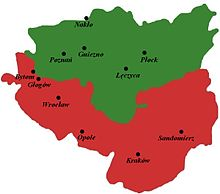 Nakło
Poznań
Gniezno
Płock
Łęczyca
Bytom
Głogów
Wrocław
Opole
Sandomierz
Kraków